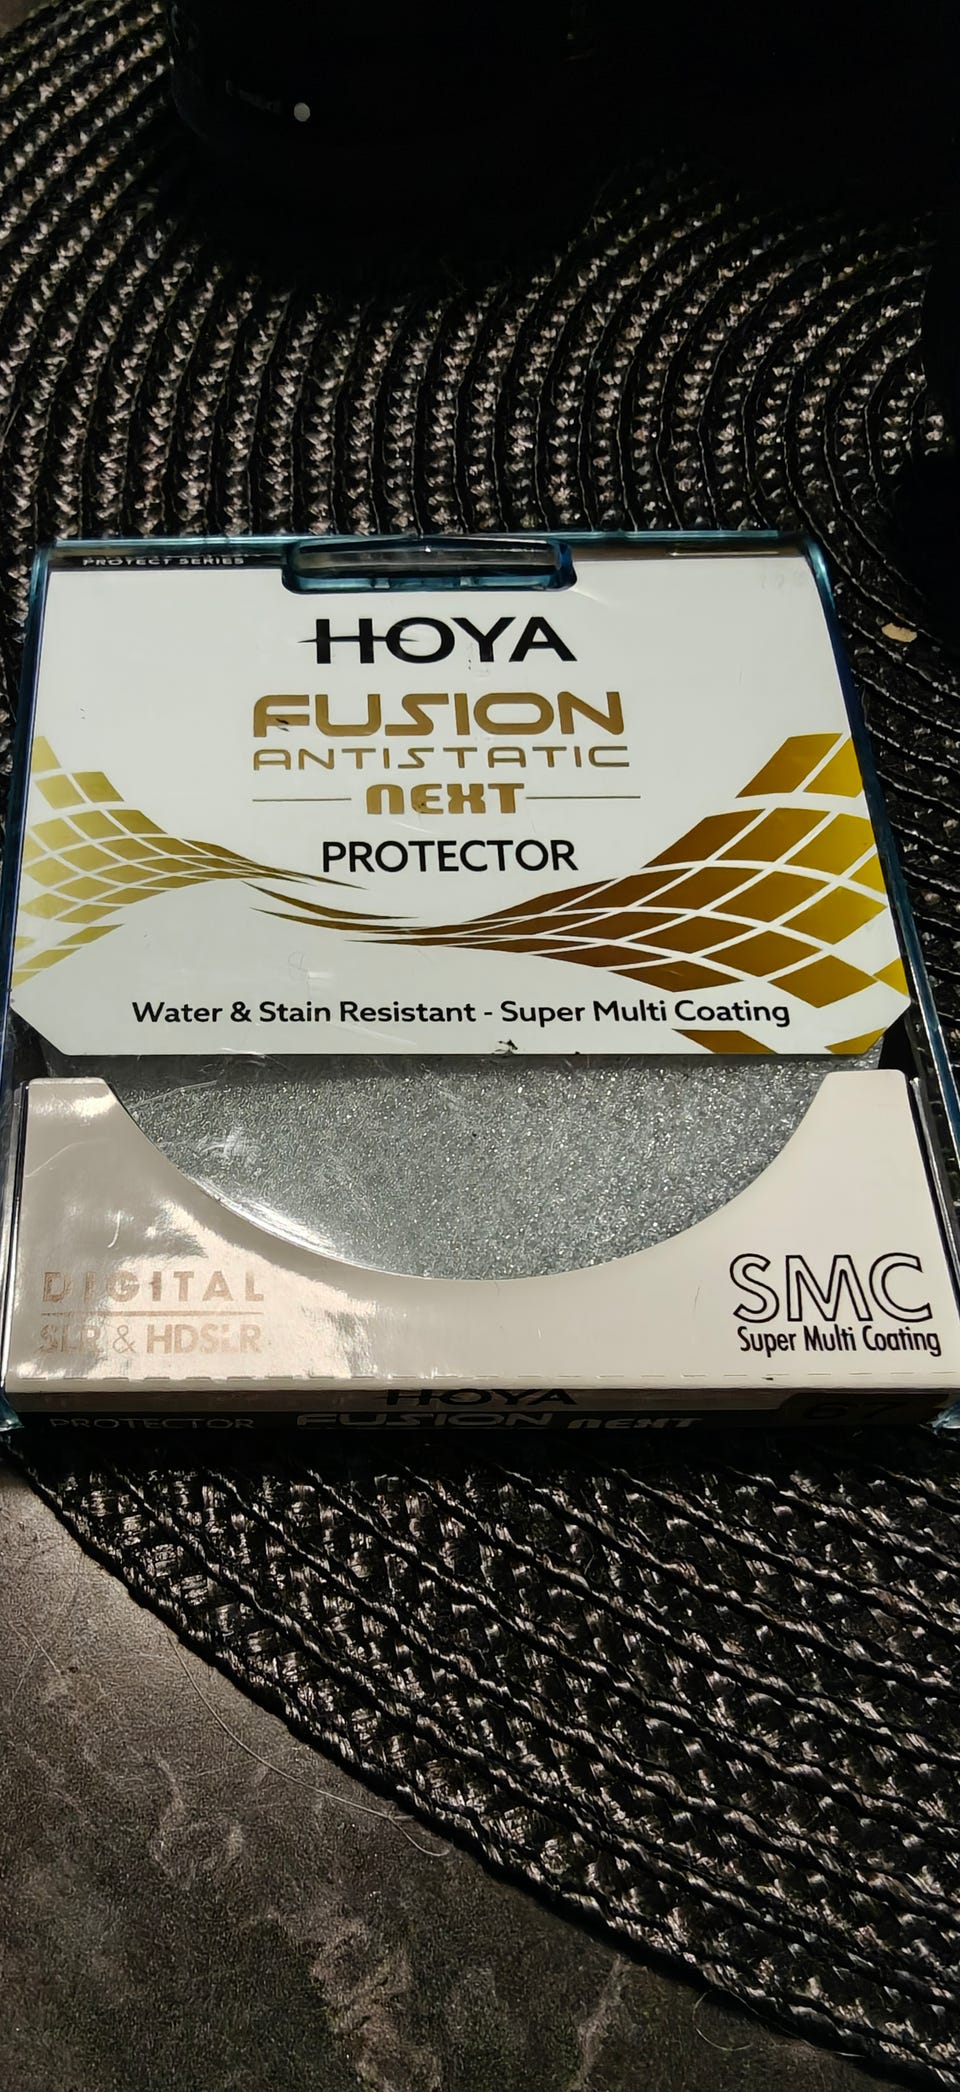 PROTECT SERIES
HOYA
FUSION
ANTISTATIC
NEXT
PROTECTOR
Water & Stain Resistant - Super Multi Coating
DIGITAL
SLR & HDSLR
SMC
Super Multi Coating
HOYA
PROTECTOR FUSION NEXT 67